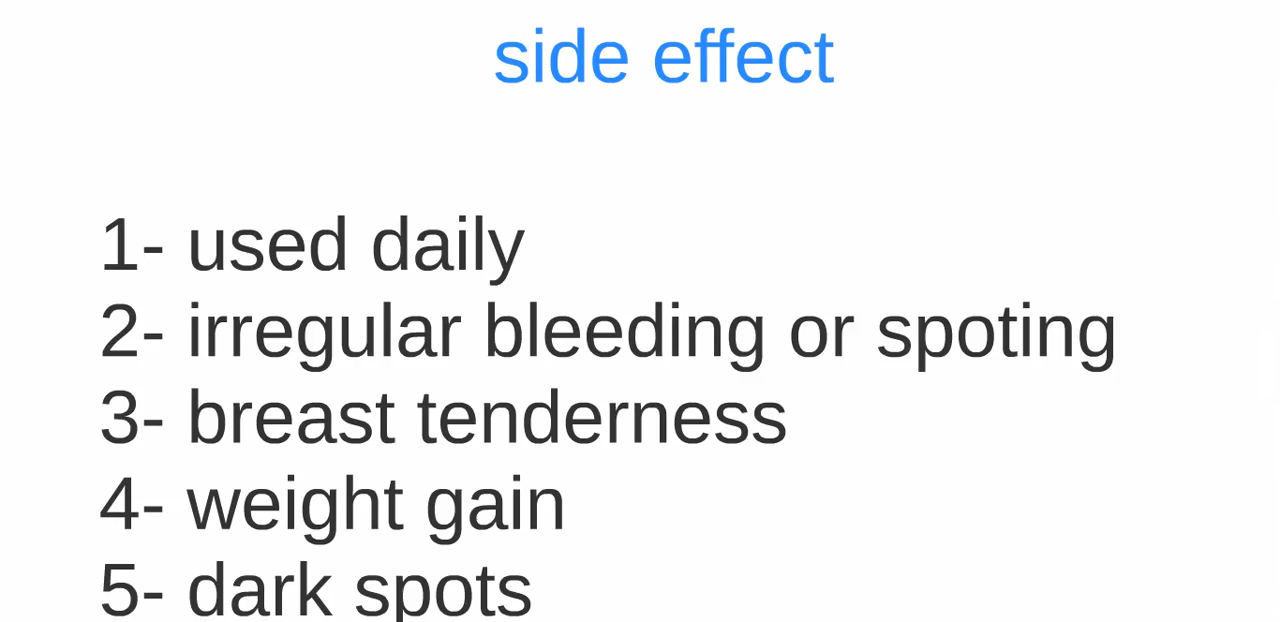 side effect
1- used daily
2- irregular bleeding or spoting
3- breast tenderness
4- weight gain
5- dark spots